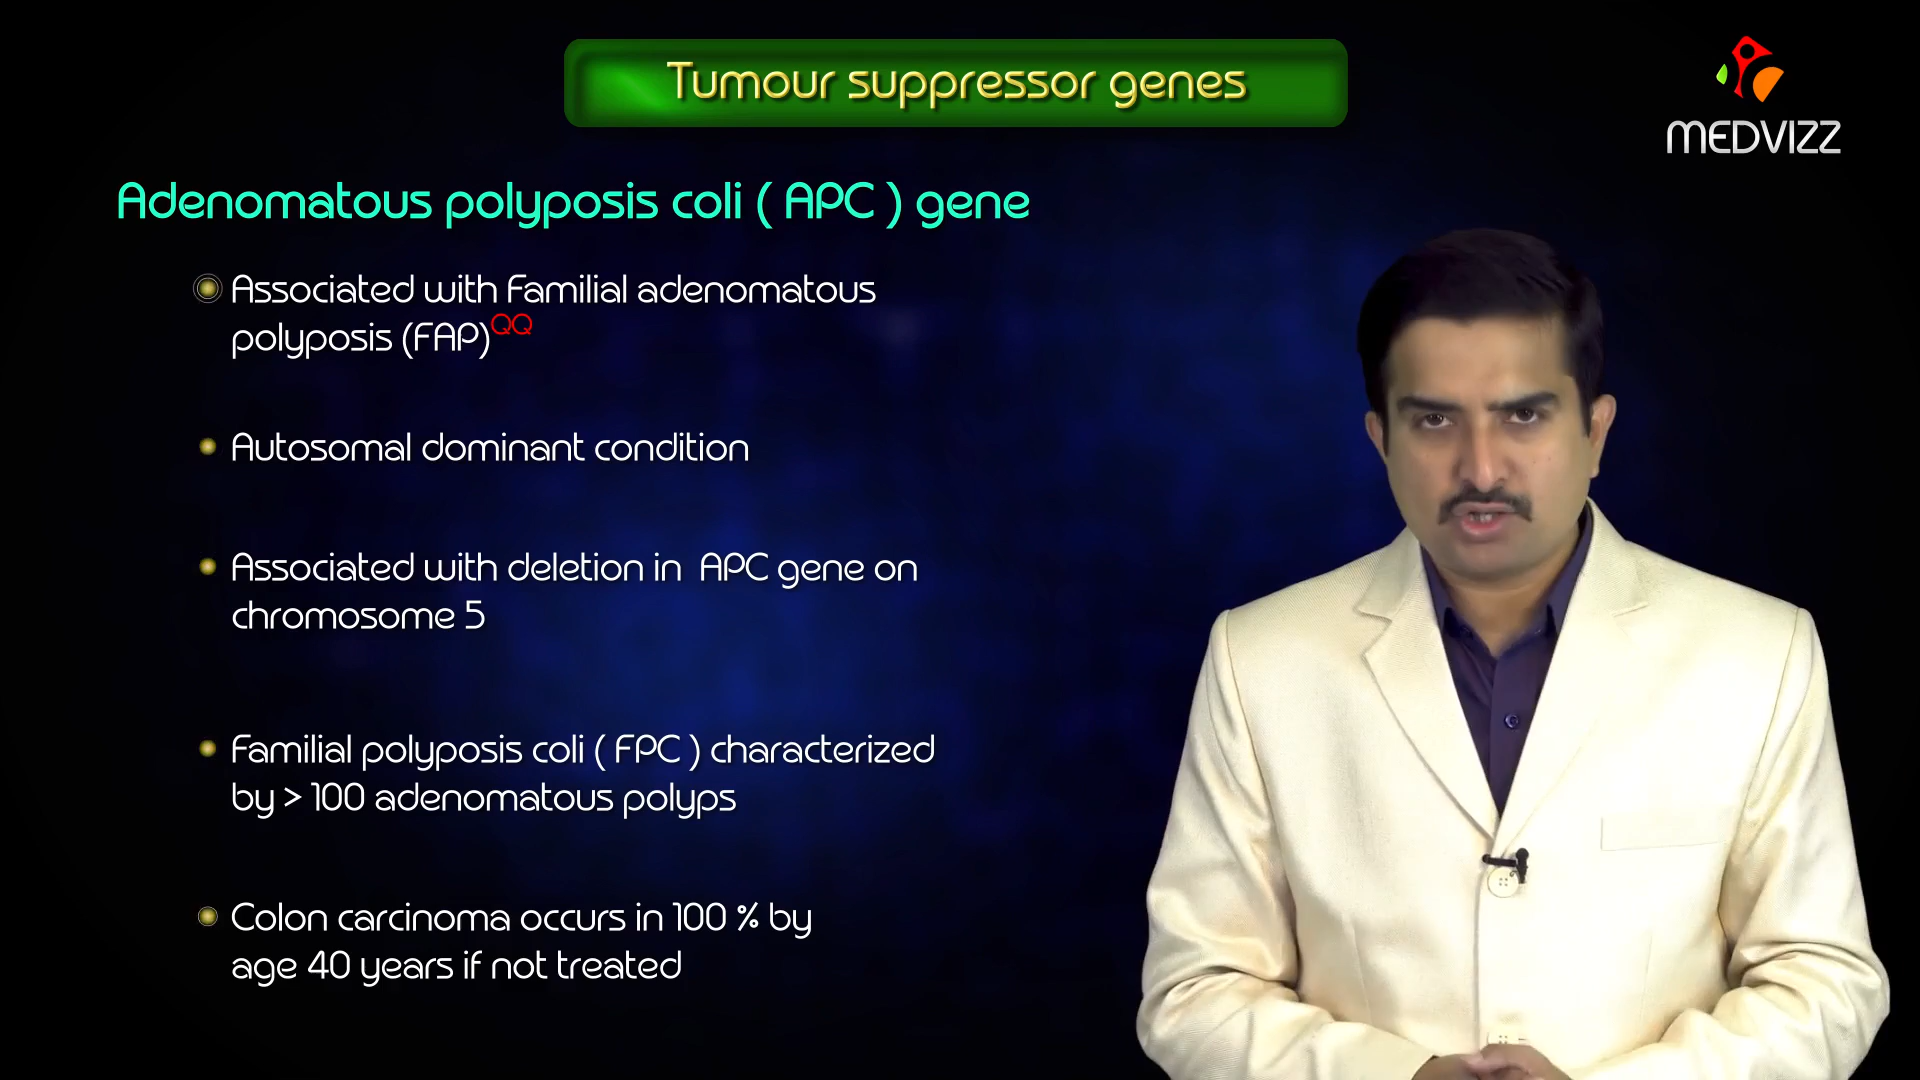 Tumour suppressor genes
MEDVIZZ
Adenomatous polyposis coli ( APC ) gene
Associated with Familial adenomatous
polyposis (FAP)QQ
Autosomal dominant condition
Associated with deletion in APC gene on
chromosome 5
Familial polyposis coli ( FPC ) characterized
by > 100 adenomatous polyps
Colon carcinoma occurs in 100 % by
age 40 years if not treated